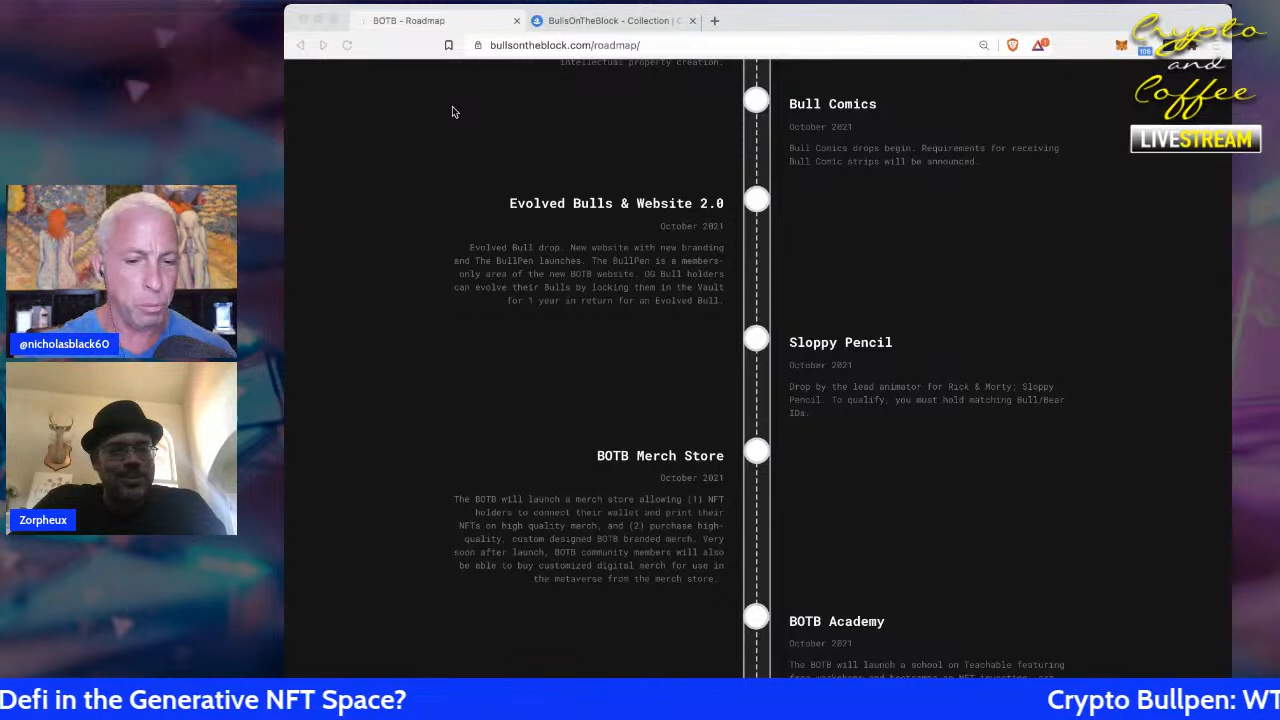 BOTB - Roadmap
BullsOnTheBlock - Collection |
bullsontheblock.com/roadmap/
Crypto
and
Coffee
LIVESTREAM
intellectual property creation.
Bull Comics
October 2021
Bull Comics drops begin. Requirements for receiving
Bull Comic strips will be announced.
Evolved Bulls & Website 2.0
October 2021
Evolved Bull drop. New website with new branding
and The BullPen launches. The BullPen is a members-
only area of the new BOTB website. OG Bull holders
can evolve their Bulls by locking them in the Vault
for 1 year in return for an Evolved Bull.
Sloppy Pencil
October 2021
Drop by the lead animator for Rick & Morty; Sloppy
Pencil. To qualify, you must hold matching Bull/Bear
IDs.
BOTB Merch Store
October 2021
The BOTB will launch a merch store allowing (1) NFT
holders to connect their wallet and print their
NFTs on high quality merch, and (2) purchase high-
quality, custom designed BOTB branded merch. Very
soon after launch, BOTB community members will also
be able to buy customized digital merch for use in
the mataverse from the merch store.
BOTB Academy
October 2021
The BOTB will launch a school on Teachable featuring
@nicholasblack60
Zorpheux
Defi in the Generative NFT Space?
Crypto Bullpen: WT